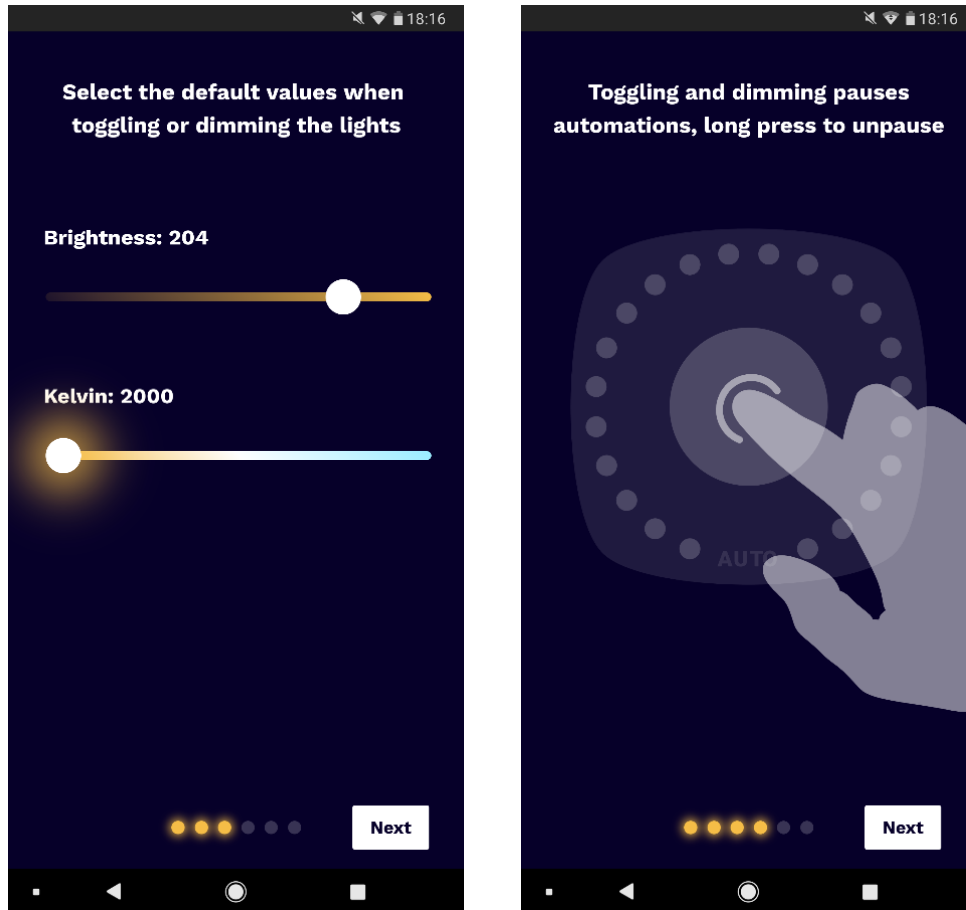 18:16
Select the default values when
toggling or dimming the lights
Brightness: 204
Kelvin: 2000
Next
18:16
Toggling and dimming pauses
automations, long press to unpause
AUTO
Next